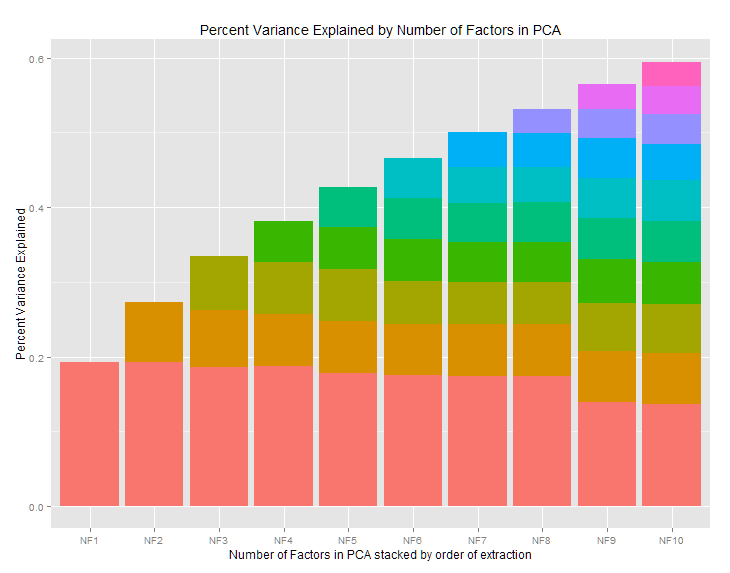 Percent Variance Explained by Number of Factors in PCA
Percent Variance Explained
0.6
0.4
0.2
0.0
NF1 NF2 NF3 NF4 NF5 NF6 NF7 NF8 NF9 NF10
Number of Factors in PCA stacked by order of extraction